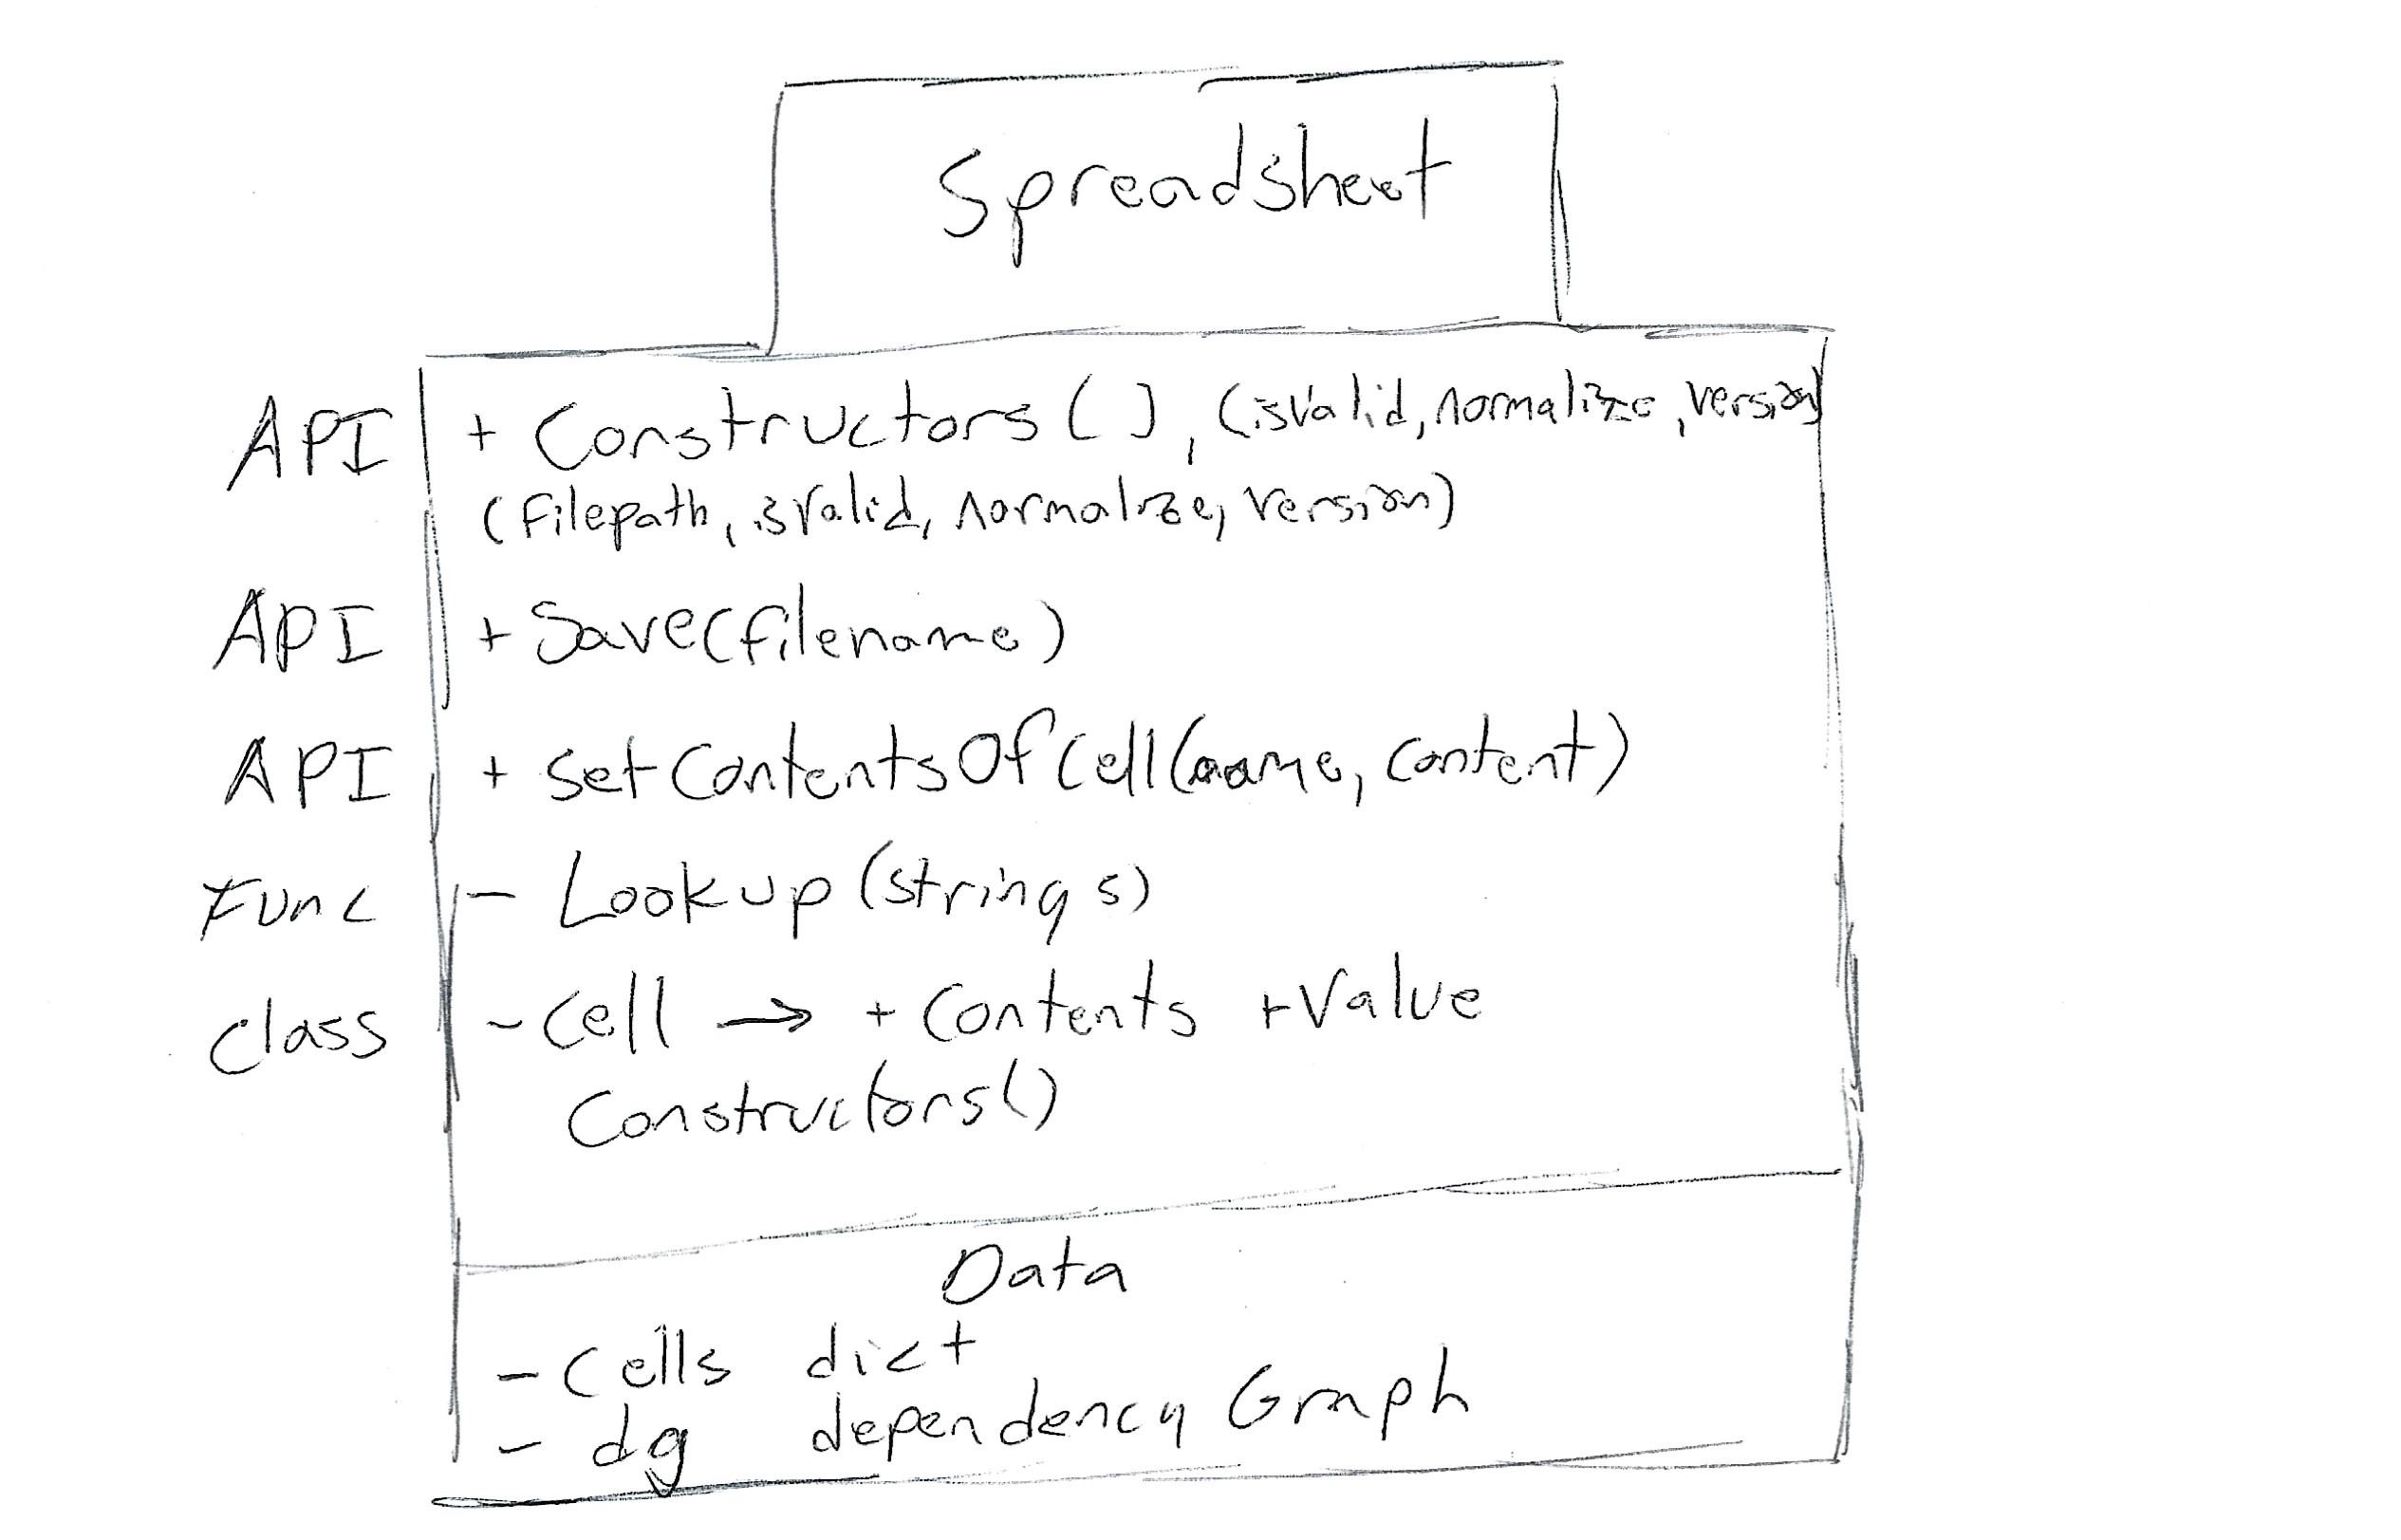 Spreadsheet
API + Constructors(), (isValid, normalize, version)
(filepath, isValid, normalize, version)
API + Save(filename)
API + SetContentsOfCell(name, content)
Func - Lookup(string s)
class - Cell → + Contents + Value
Constructors()
Data
- Cells dict
- dg dependency Graph